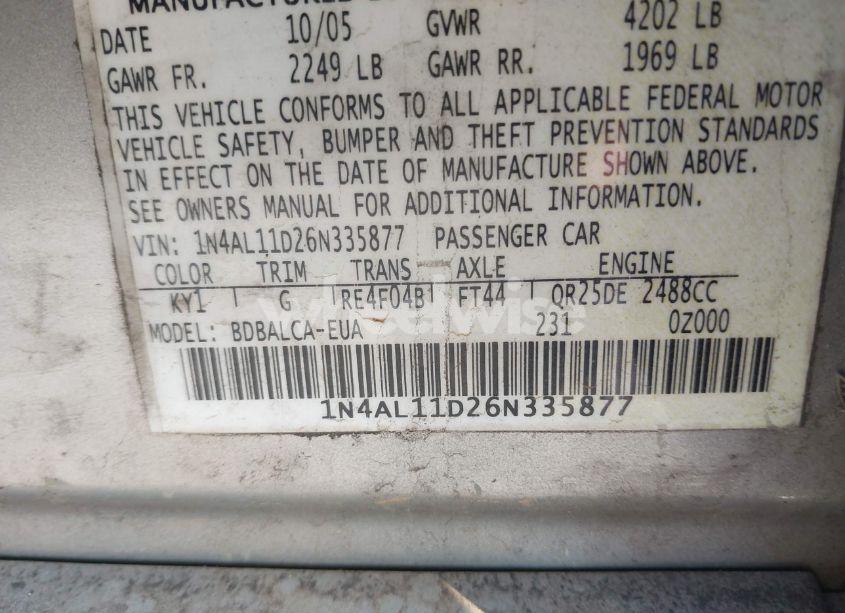 MANUFACTURED
DATE 10/05 GVWR 4202 LB
GAWR FR. 2249 LB GAWR RR. 1969 LB
THIS VEHICLE CONFORMS TO ALL APPLICABLE FEDERAL MOTOR
VEHICLE SAFETY, BUMPER AND THEFT PREVENTION STANDARDS
IN EFFECT ON THE DATE OF MANUFACTURE SHOWN ABOVE.
SEE OWNERS MANUAL FOR ADDITIONAL INFORMATION.
VIN: 1N4AL11D26N335877 PASSENGER CAR
COLOR TRIM TRANS AXLE ENGINE
KY1 G RE4F04B FT44 QR25DE 2488CC
wheelwise
MODEL: BDBALCA-EUA 231 0Z000
1N4AL11D26N335877